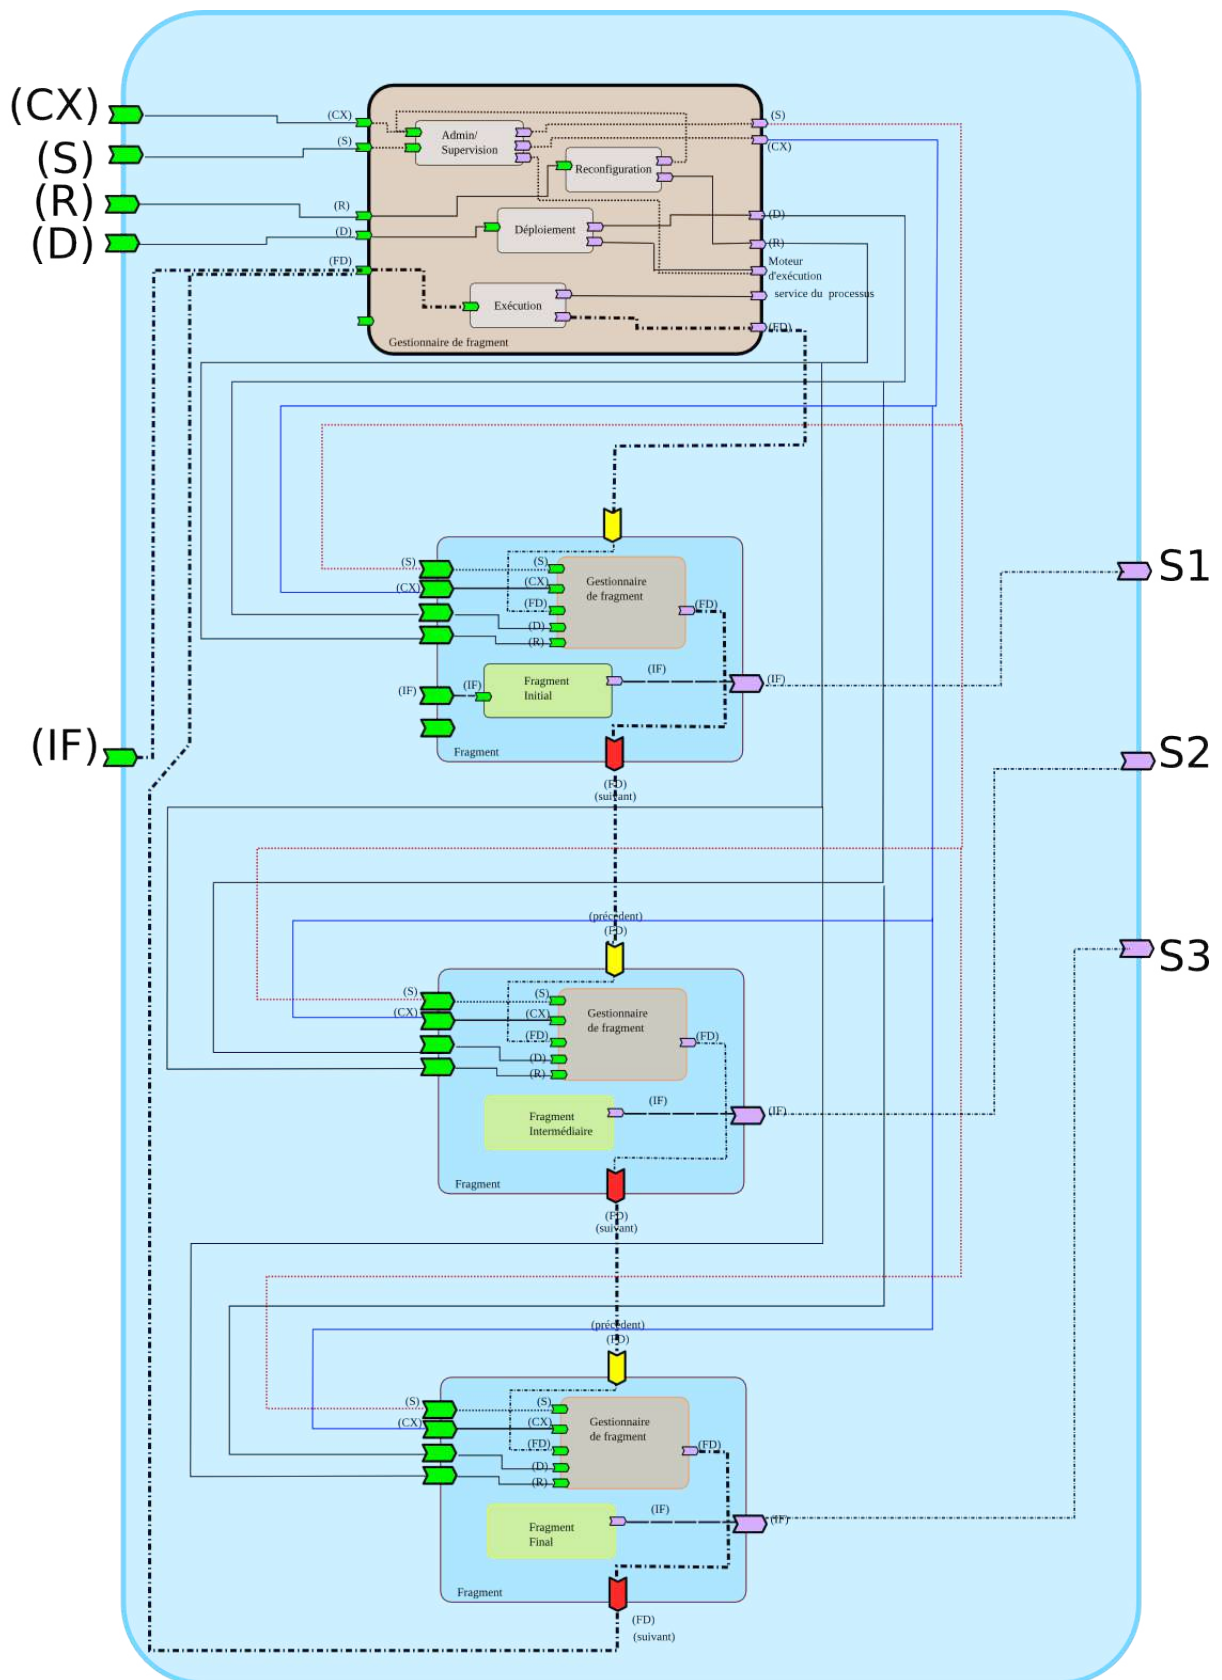 (CX)
(S)
(R)
(D)
(IF)
(CX)
(S)
(R)
(D)
(FD)
Admin/
Supervision
Reconfiguration
Déploiement
Exécution
Gestionnaire de fragment
(S)
(CX)
(D)
(R)
Moteur
d'exécution
service du processus
(FD)
(S)
(CX)
(S)
(CX)
(FD)
(D)
(R)
Gestionnaire
de fragment
(FD)
(IF)
(IF)
Fragment
Initial
(IF)
(IF)
Fragment
(FD)
(suivant)
S1
S2
S3
(précédent)
(FD)
(S)
(CX)
(S)
(CX)
(FD)
(D)
(R)
Gestionnaire
de fragment
(FD)
Fragment
Intermédiaire
(IF)
(IF)
Fragment
(FD)
(suivant)
(précédent)
(FD)
(S)
(CX)
(S)
(CX)
(FD)
(D)
(R)
Gestionnaire
de fragment
(FD)
Fragment
Final
(IF)
(IF)
Fragment
(FD)
(suivant)